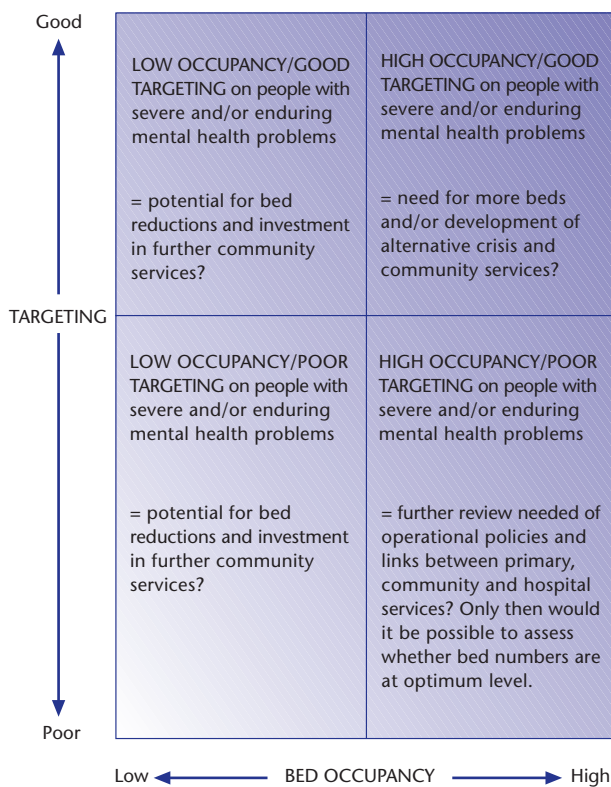 Good
LOW OCCUPANCY/GOOD
TARGETING on people with
severe and/or enduring
mental health problems
= potential for bed
reductions and investment
in further community
services?
HIGH OCCUPANCY/GOOD
TARGETING on people with
severe and/or enduring
mental health problems
= need for more beds
and/or development of
alternative crisis and
community services?
TARGETING
LOW OCCUPANCY/POOR
TARGETING on people with
severe and/or enduring
mental health problems
= potential for bed
reductions and investment
in further community
services?
HIGH OCCUPANCY/POOR
TARGETING on people with
severe and/or enduring
mental health problems
= further review needed of
operational policies and
links between primary,
community and hospital
services? Only then would
it be possible to assess
whether bed numbers are
at optimum level.
Poor
Low BED OCCUPANCY High